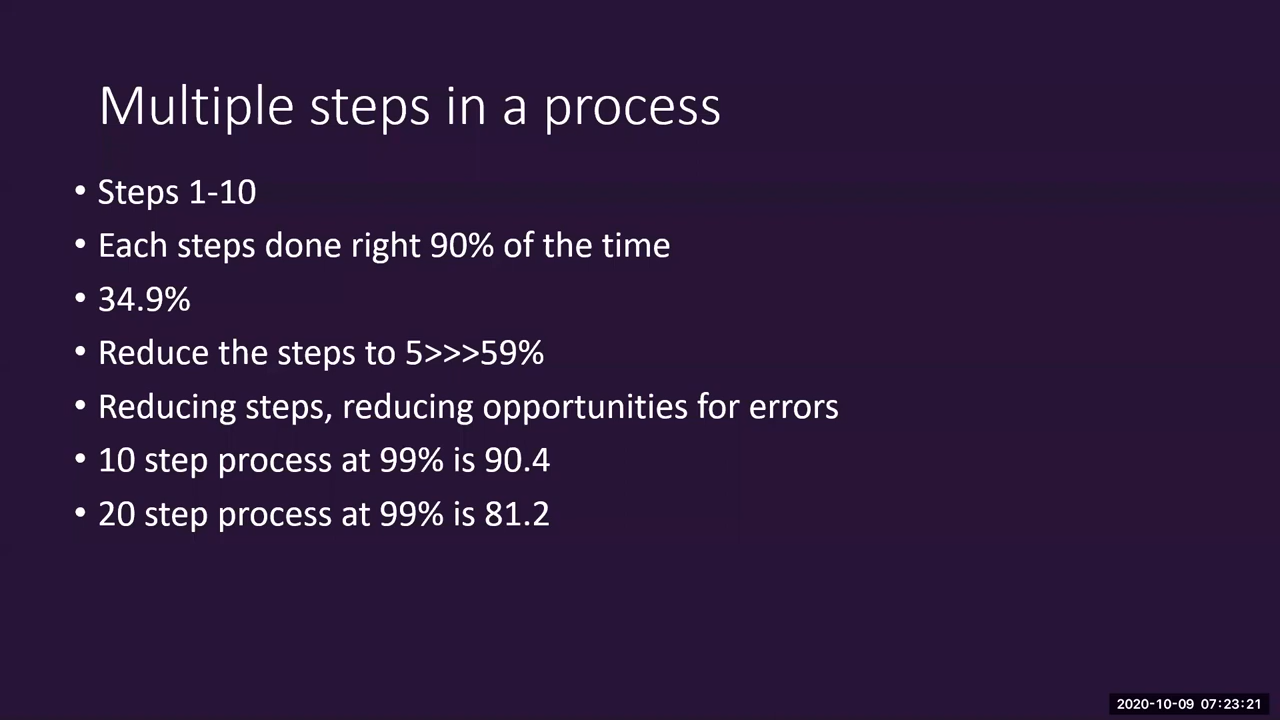 Multiple steps in a process
• Steps 1-10
• Each steps done right 90% of the time
• 34.9%
• Reduce the steps to 5>>>59%
• Reducing steps, reducing opportunities for errors
• 10 step process at 99% is 90.4
• 20 step process at 99% is 81.2
2020-10-09 07:23:21